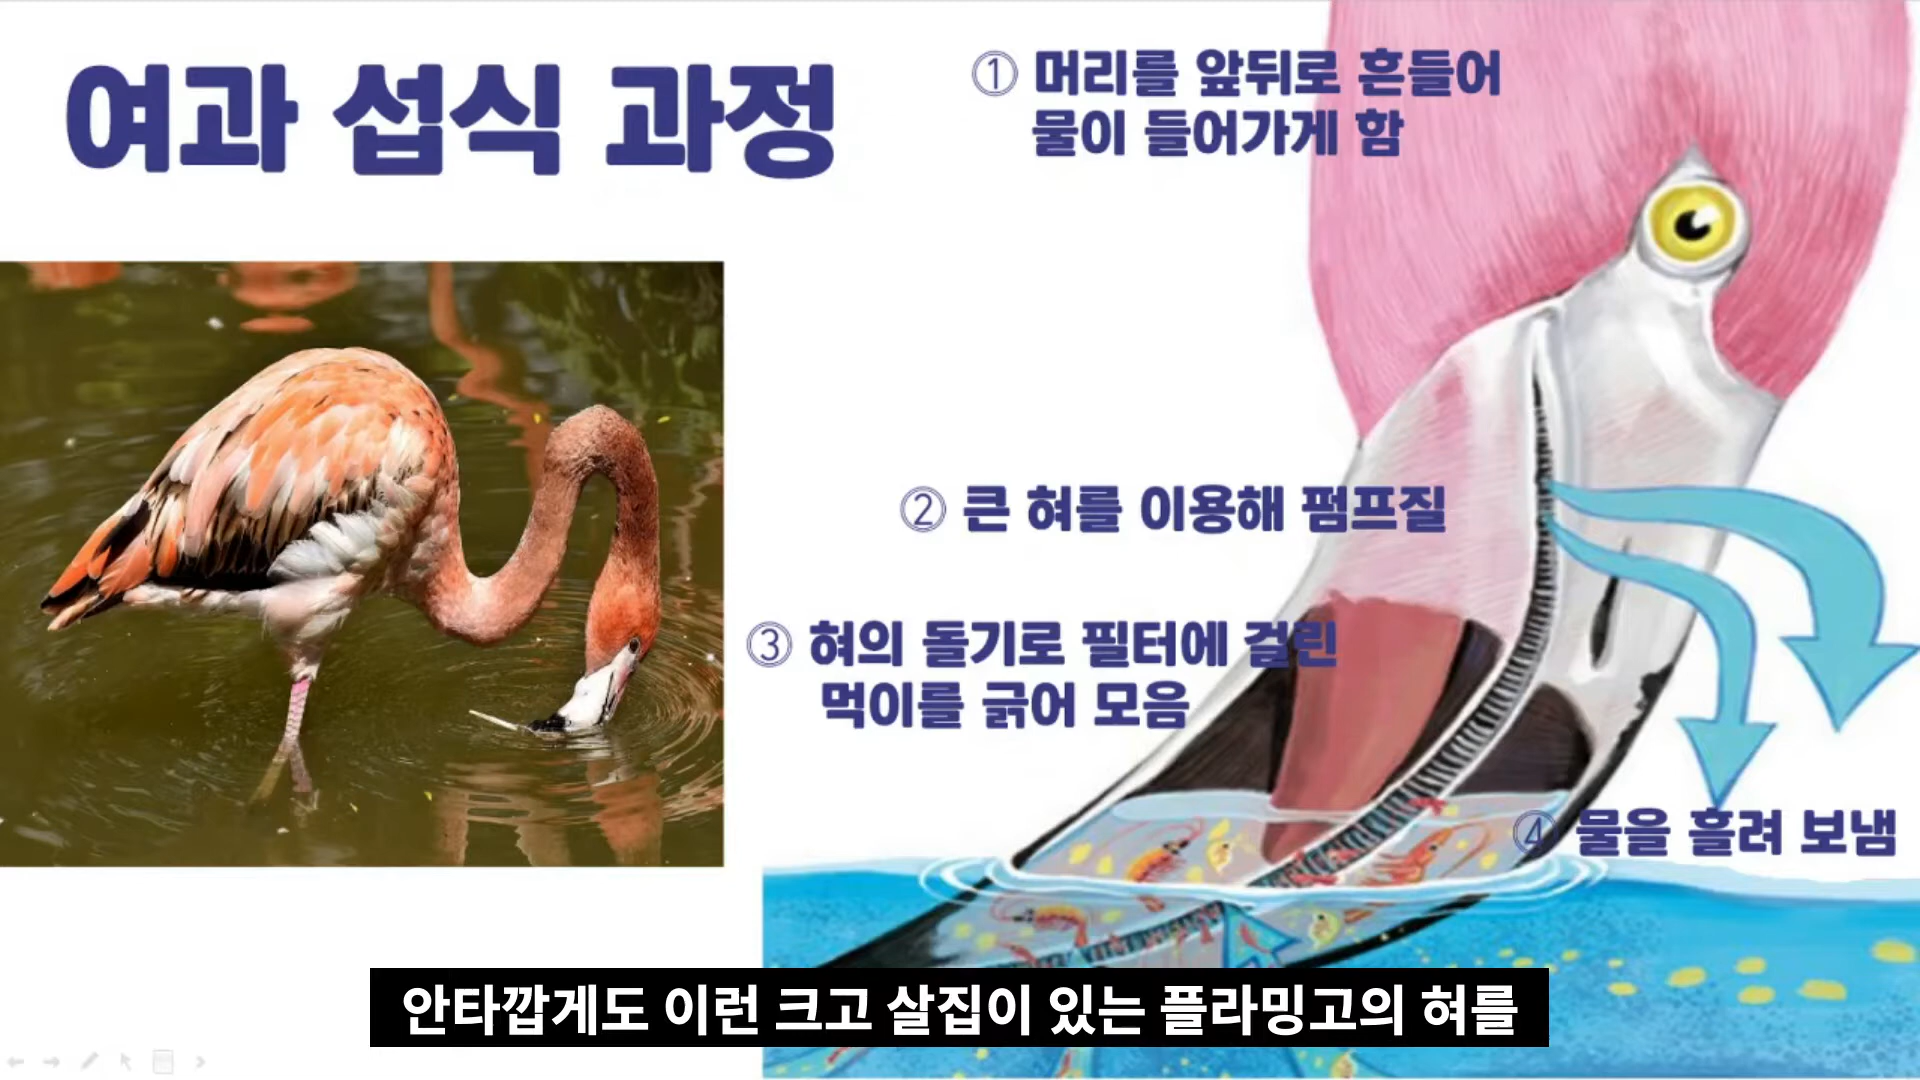 여과 섭식 과정
① 머리를 앞뒤로 흔들어
물이 들어가게 함
② 큰 혀를 이용해 펌프질
③ 혀의 돌기로 필터에 걸린
먹이를 긁어 모음
④ 물을 흘려 보냄
안타깝게도 이런 크고 살집이 있는 플라밍고의 혀를